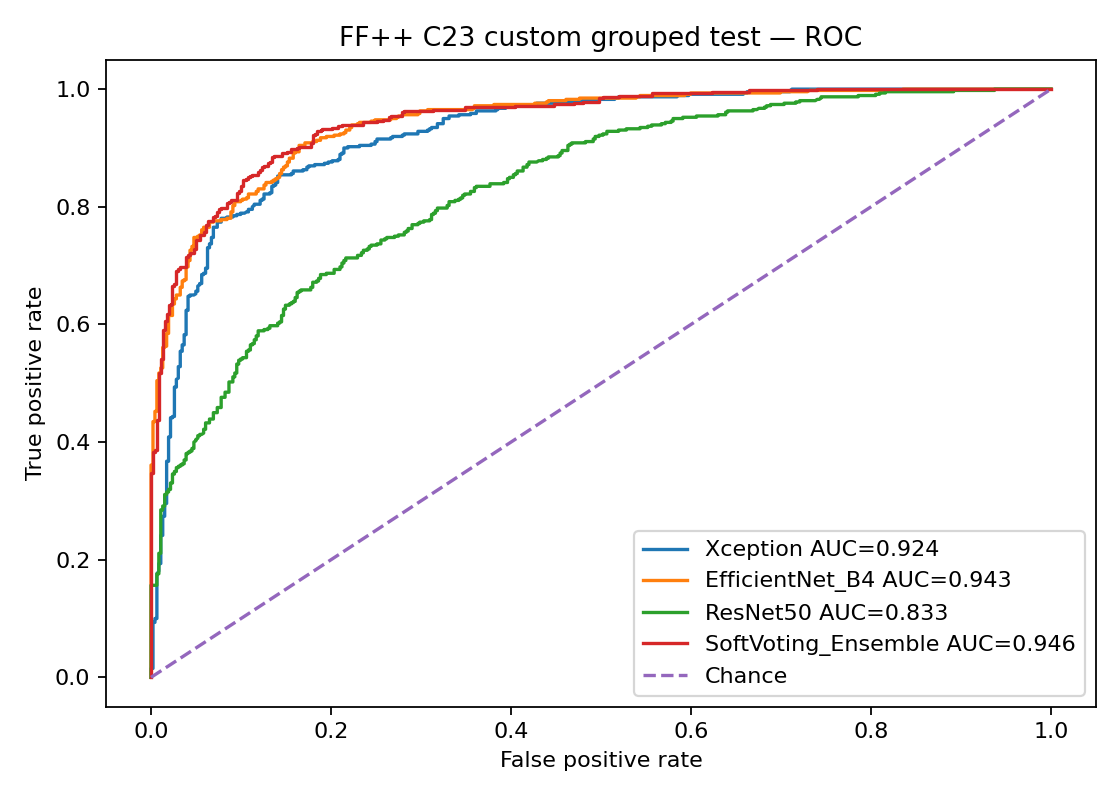 FF++ C23 custom grouped test — ROC
True positive rate
1.0
0.8
0.6
0.4
0.2
0.0
Xception AUC=0.924
EfficientNet_B4 AUC=0.943
ResNet50 AUC=0.833
SoftVoting_Ensemble AUC=0.946
Chance
0.0 0.2 0.4 0.6 0.8 1.0
False positive rate